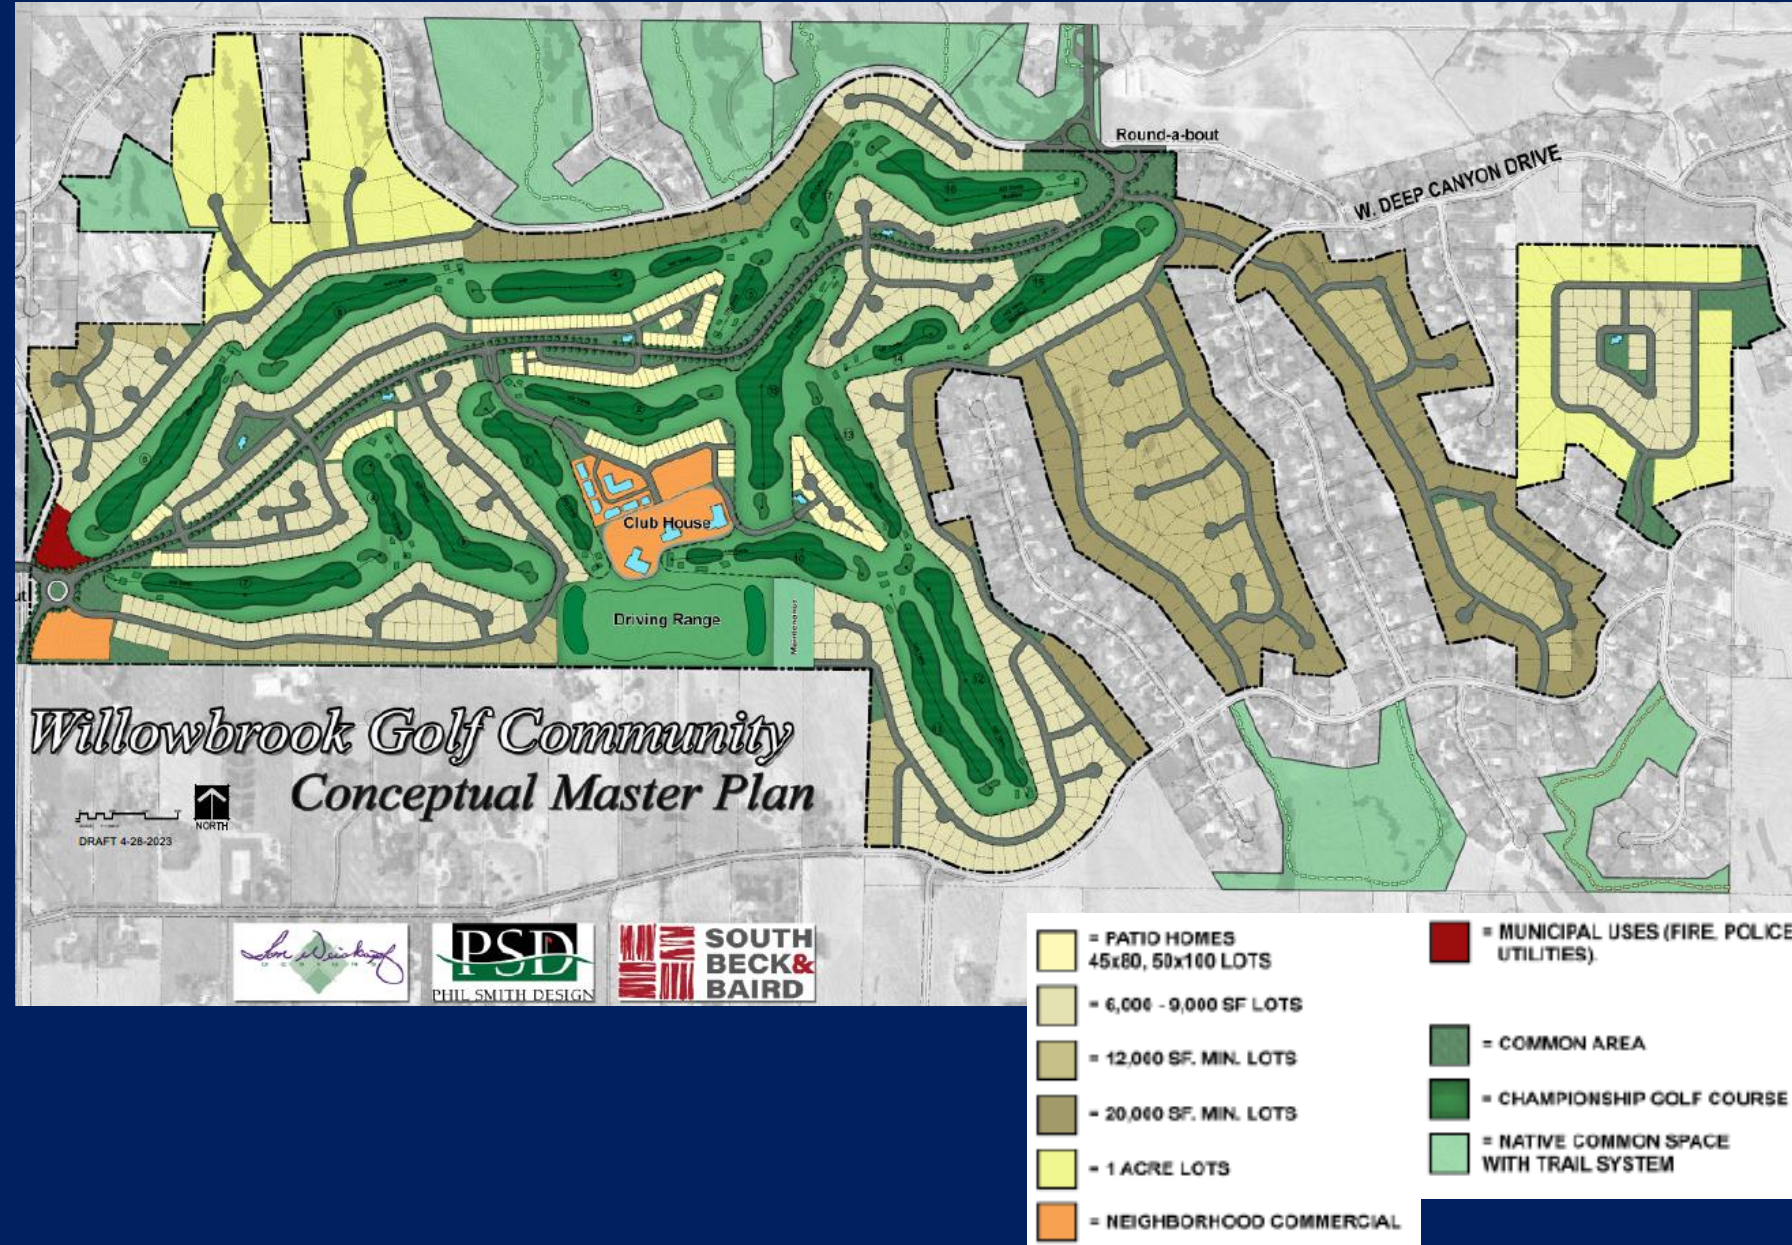 Round-a-bout
W. DEEP CANYON DRIVE
Club House
Driving Range
Maintenance
Willowbrook Golf Community
Conceptual Master Plan
NORTH
DRAFT 4-28-2023
PSD
PHIL SMITH DESIGN
SOUTH
BECK&
BAIRD
= PATIO HOMES
45x80, 50x100 LOTS
= 6,000 - 9,000 SF LOTS
= 12,000 SF. MIN. LOTS
= 20,000 SF. MIN. LOTS
= 1 ACRE LOTS
= NEIGHBORHOOD COMMERCIAL
= MUNICIPAL USES (FIRE, POLICE
UTILITIES).
= COMMON AREA
= CHAMPIONSHIP GOLF COURSE
= NATIVE COMMON SPACE
WITH TRAIL SYSTEM